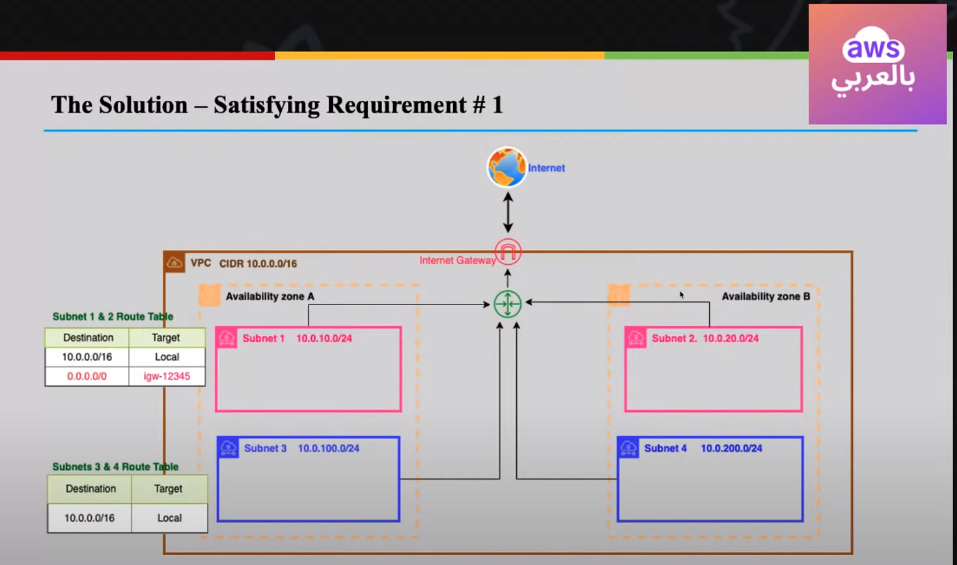 aws
بالعربي
The Solution – Satisfying Requirement # 1
Internet
Internet Gateway
VPC CIDR 10.0.0.0/16
Availability zone A
Availability zone B
Subnet 1 & 2 Route Table
Destination Target
10.0.0.0/16 Local
0.0.0.0/0 igw-12345
Subnet 1 10.0.10.0/24
Subnet 2. 10.0.20.0/24
Subnet 3 10.0.100.0/24
Subnet 4 10.0.200.0/24
Subnets 3 & 4 Route Table
Destination Target
10.0.0.0/16 Local